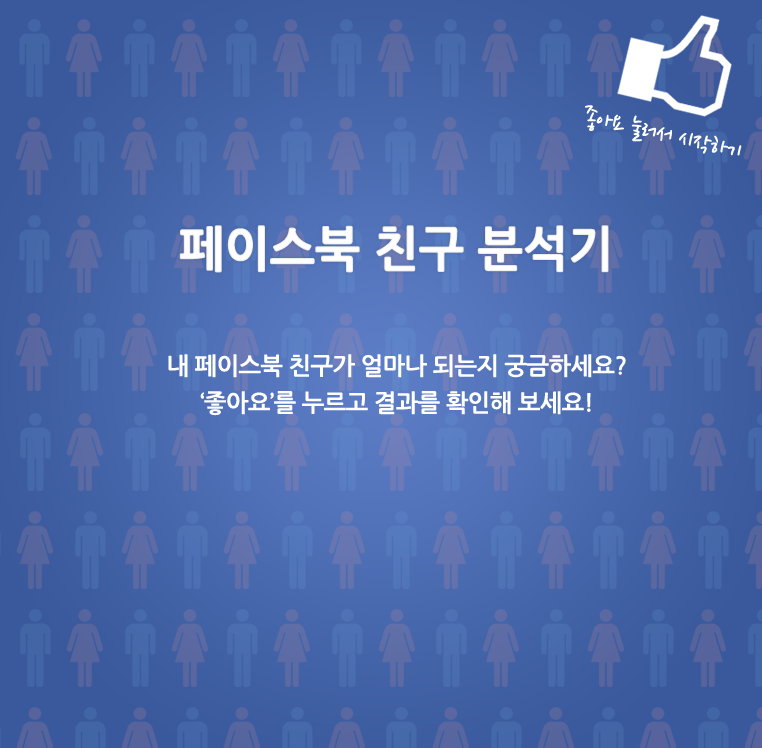 좋아요 눌러서 시작하기
페이스북 친구 분석기
내 페이스북 친구가 얼마나 되는지 궁금하세요?
‘좋아요’를 누르고 결과를 확인해 보세요!